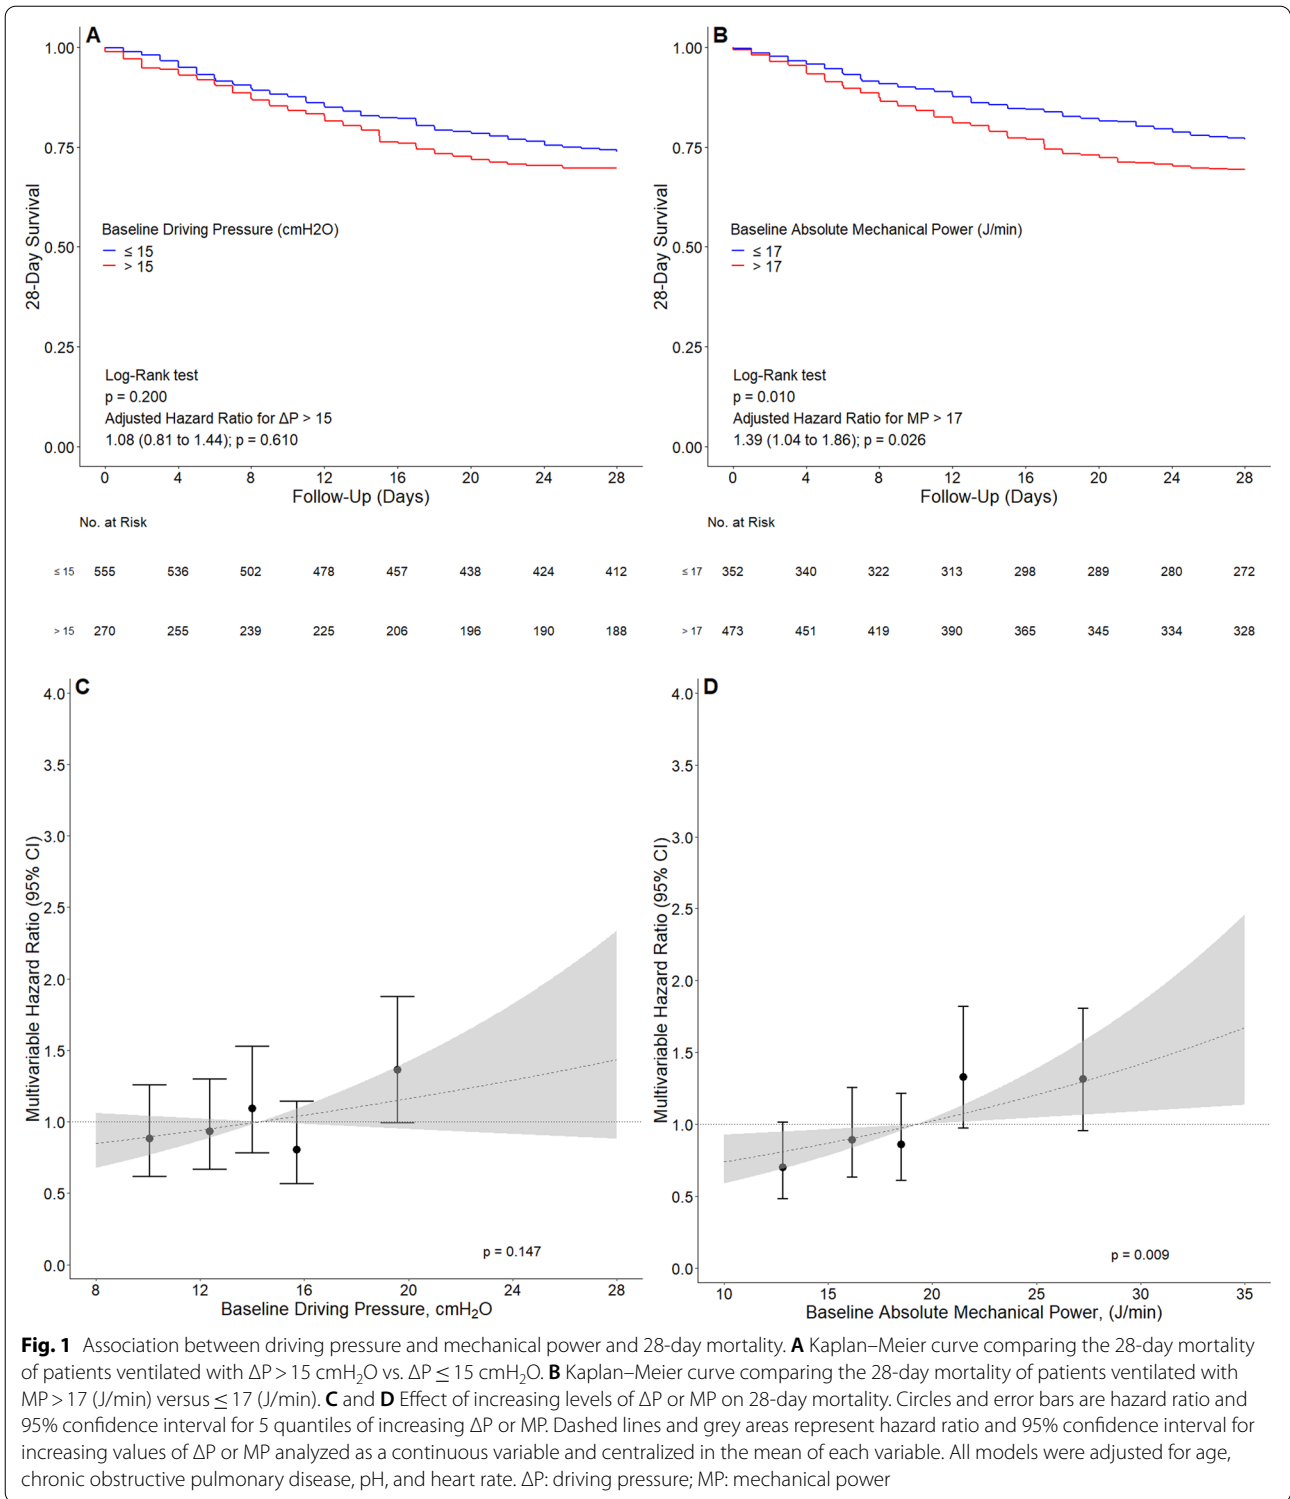 A
1.00
0.75
0.50
0.25
0.00
28-Day Survival
Baseline Driving Pressure (cmH2O)
≤ 15
> 15
Log-Rank test
p = 0.200
Adjusted Hazard Ratio for ΔP > 15
1.08 (0.81 to 1.44); p = 0.610
0 4 8 12 16 20 24 28
Follow-Up (Days)
No. at Risk
≤ 15 555 536 502 478 457 438 424 412
> 15 270 255 239 225 206 196 190 188
B
1.00
0.75
0.50
0.25
0.00
28-Day Survival
Baseline Absolute Mechanical Power (J/min)
≤ 17
> 17
Log-Rank test
p = 0.010
Adjusted Hazard Ratio for MP > 17
1.39 (1.04 to 1.86); p = 0.026
0 4 8 12 16 20 24 28
Follow-Up (Days)
No. at Risk
≤ 17 352 340 322 313 298 289 280 272
> 17 473 451 419 390 365 345 334 328
C
4.0
3.5
3.0
2.5
2.0
1.5
1.0
0.5
0.0
Multivariable Hazard Ratio (95% CI)
p = 0.147
8 12 16 20 24 28
Baseline Driving Pressure, cmH₂O
D
4.0
3.5
3.0
2.5
2.0
1.5
1.0
0.5
0.0
Multivariable Hazard Ratio (95% CI)
p = 0.009
10 15 20 25 30 35
Baseline Absolute Mechanical Power, (J/min)
Fig. 1 Association between driving pressure and mechanical power and 28-day mortality. A Kaplan–Meier curve comparing the 28-day mortality
of patients ventilated with ΔP > 15 cmH₂O vs. ΔP ≤ 15 cmH₂O. B Kaplan–Meier curve comparing the 28-day mortality of patients ventilated with
MP > 17 (J/min) versus ≤ 17 (J/min). C and D Effect of increasing levels of ΔP or MP on 28-day mortality. Circles and error bars are hazard ratio and
95% confidence interval for 5 quantiles of increasing ΔP or MP. Dashed lines and grey areas represent hazard ratio and 95% confidence interval for
increasing values of ΔP or MP analyzed as a continuous variable and centralized in the mean of each variable. All models were adjusted for age,
chronic obstructive pulmonary disease, pH, and heart rate. ΔP: driving pressure; MP: mechanical power